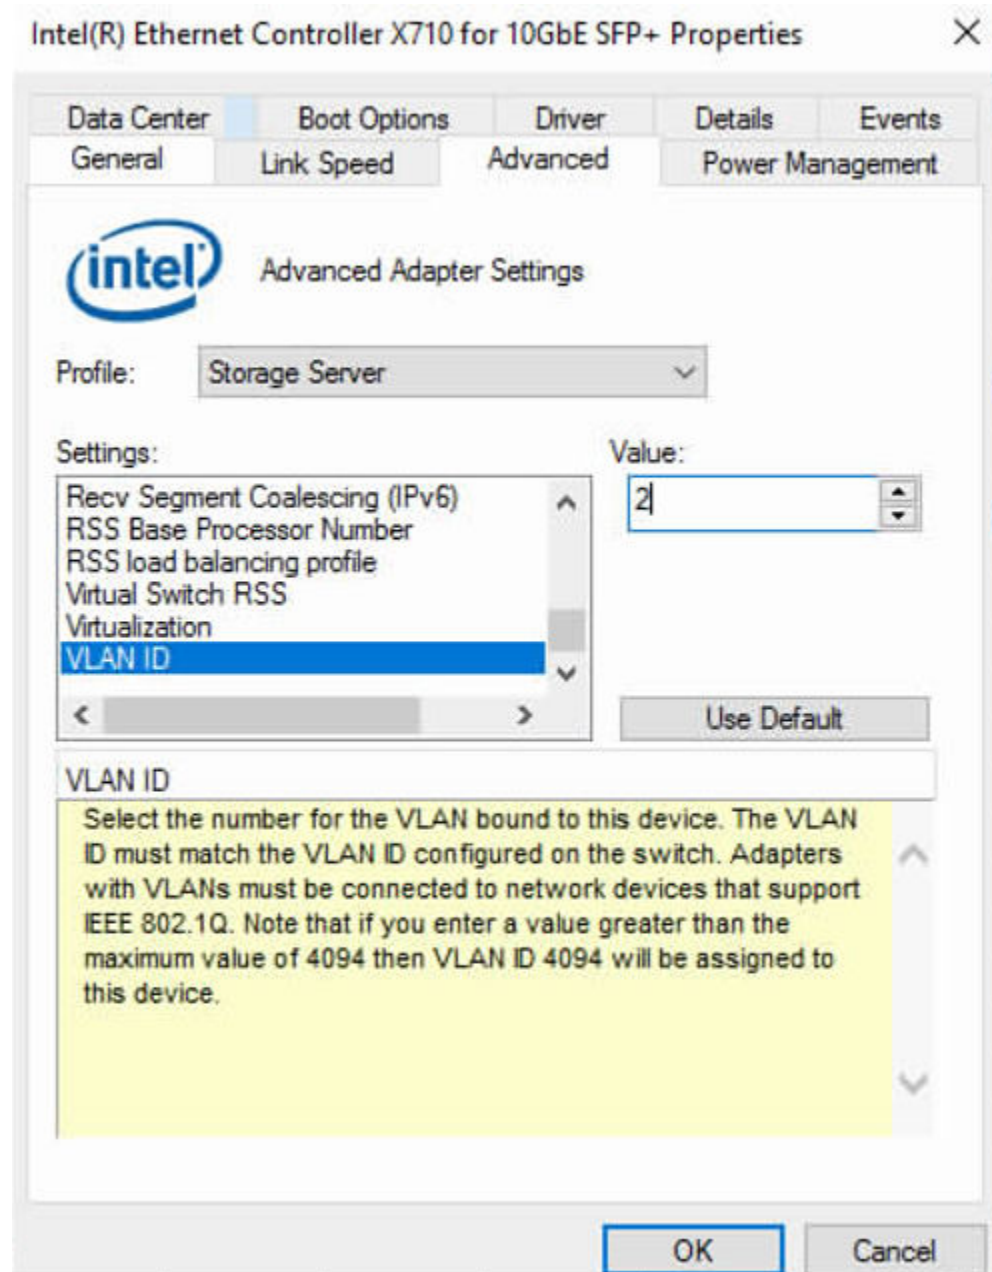 Intel(R) Ethernet Controller X710 for 10GbE SFP+ Properties
Data Center Boot Options Driver Details Events
General Link Speed Advanced Power Management
intel Advanced Adapter Settings
Profile: Storage Server
Settings: Value:
Recv Segment Coalescing (IPv6) 2
RSS Base Processor Number
RSS load balancing profile
Virtual Switch RSS
Virtualization
VLAN ID
Use Default
VLAN ID
Select the number for the VLAN bound to this device. The VLAN
ID must match the VLAN ID configured on the switch. Adapters
with VLANs must be connected to network devices that support
IEEE 802.1Q. Note that if you enter a value greater than the
maximum value of 4094 then VLAN ID 4094 will be assigned to
this device.
OK Cancel